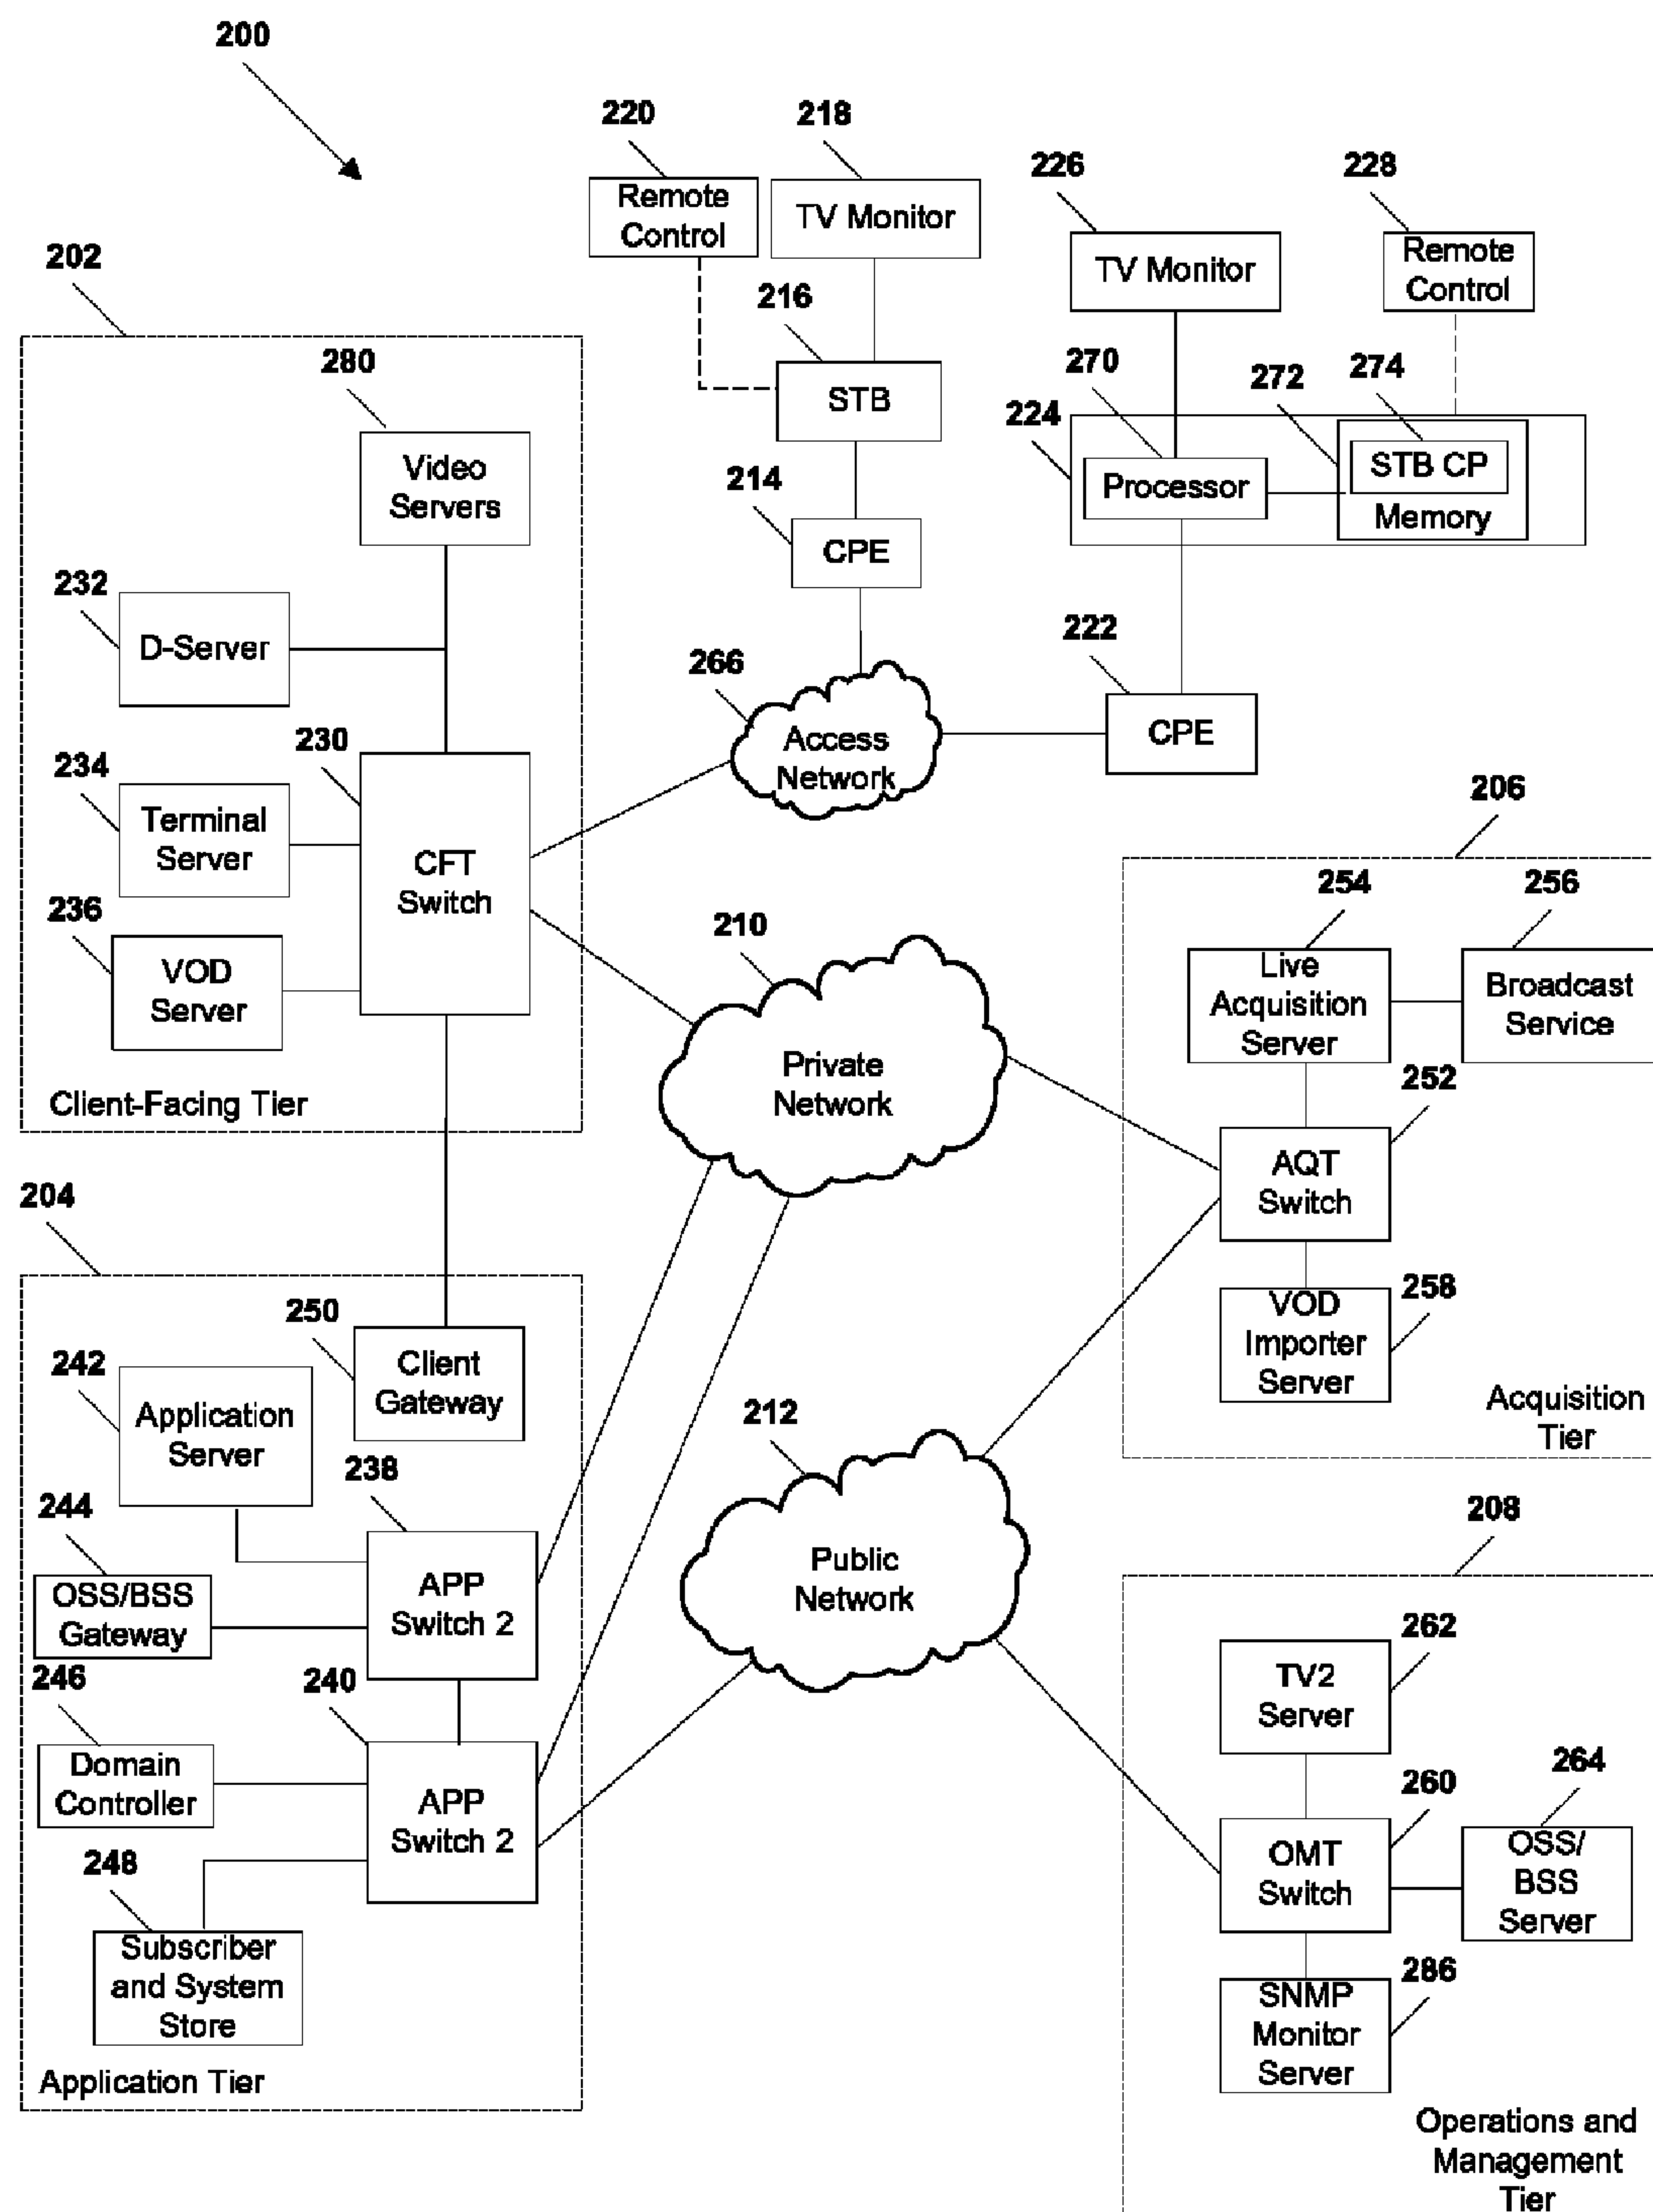 200
220
218
Remote
Control
TV Monitor
226
228
TV Monitor
Remote
Control
202
216
STB
280
Video
Servers
270
272
274
224
Processor
STB CP
Memory
214
CPE
232
D-Server
222
CPE
266
Access
Network
230
234
Terminal
Server
CFT
Switch
236
VOD
Server
Client-Facing Tier
210
Private
Network
206
254
256
Live
Acquisition
Server
Broadcast
Service
252
AQT
Switch
258
VOD
Importer
Server
Acquisition
Tier
204
250
Client
Gateway
242
Application
Server
238
244
OSS/BSS
Gateway
APP
Switch 2
246
240
Domain
Controller
APP
Switch 2
248
Subscriber
and System
Store
Application Tier
212
Public
Network
208
262
TV2
Server
260
264
OMT
Switch
OSS/
BSS
Server
286
SNMP
Monitor
Server
Operations and
Management
Tier